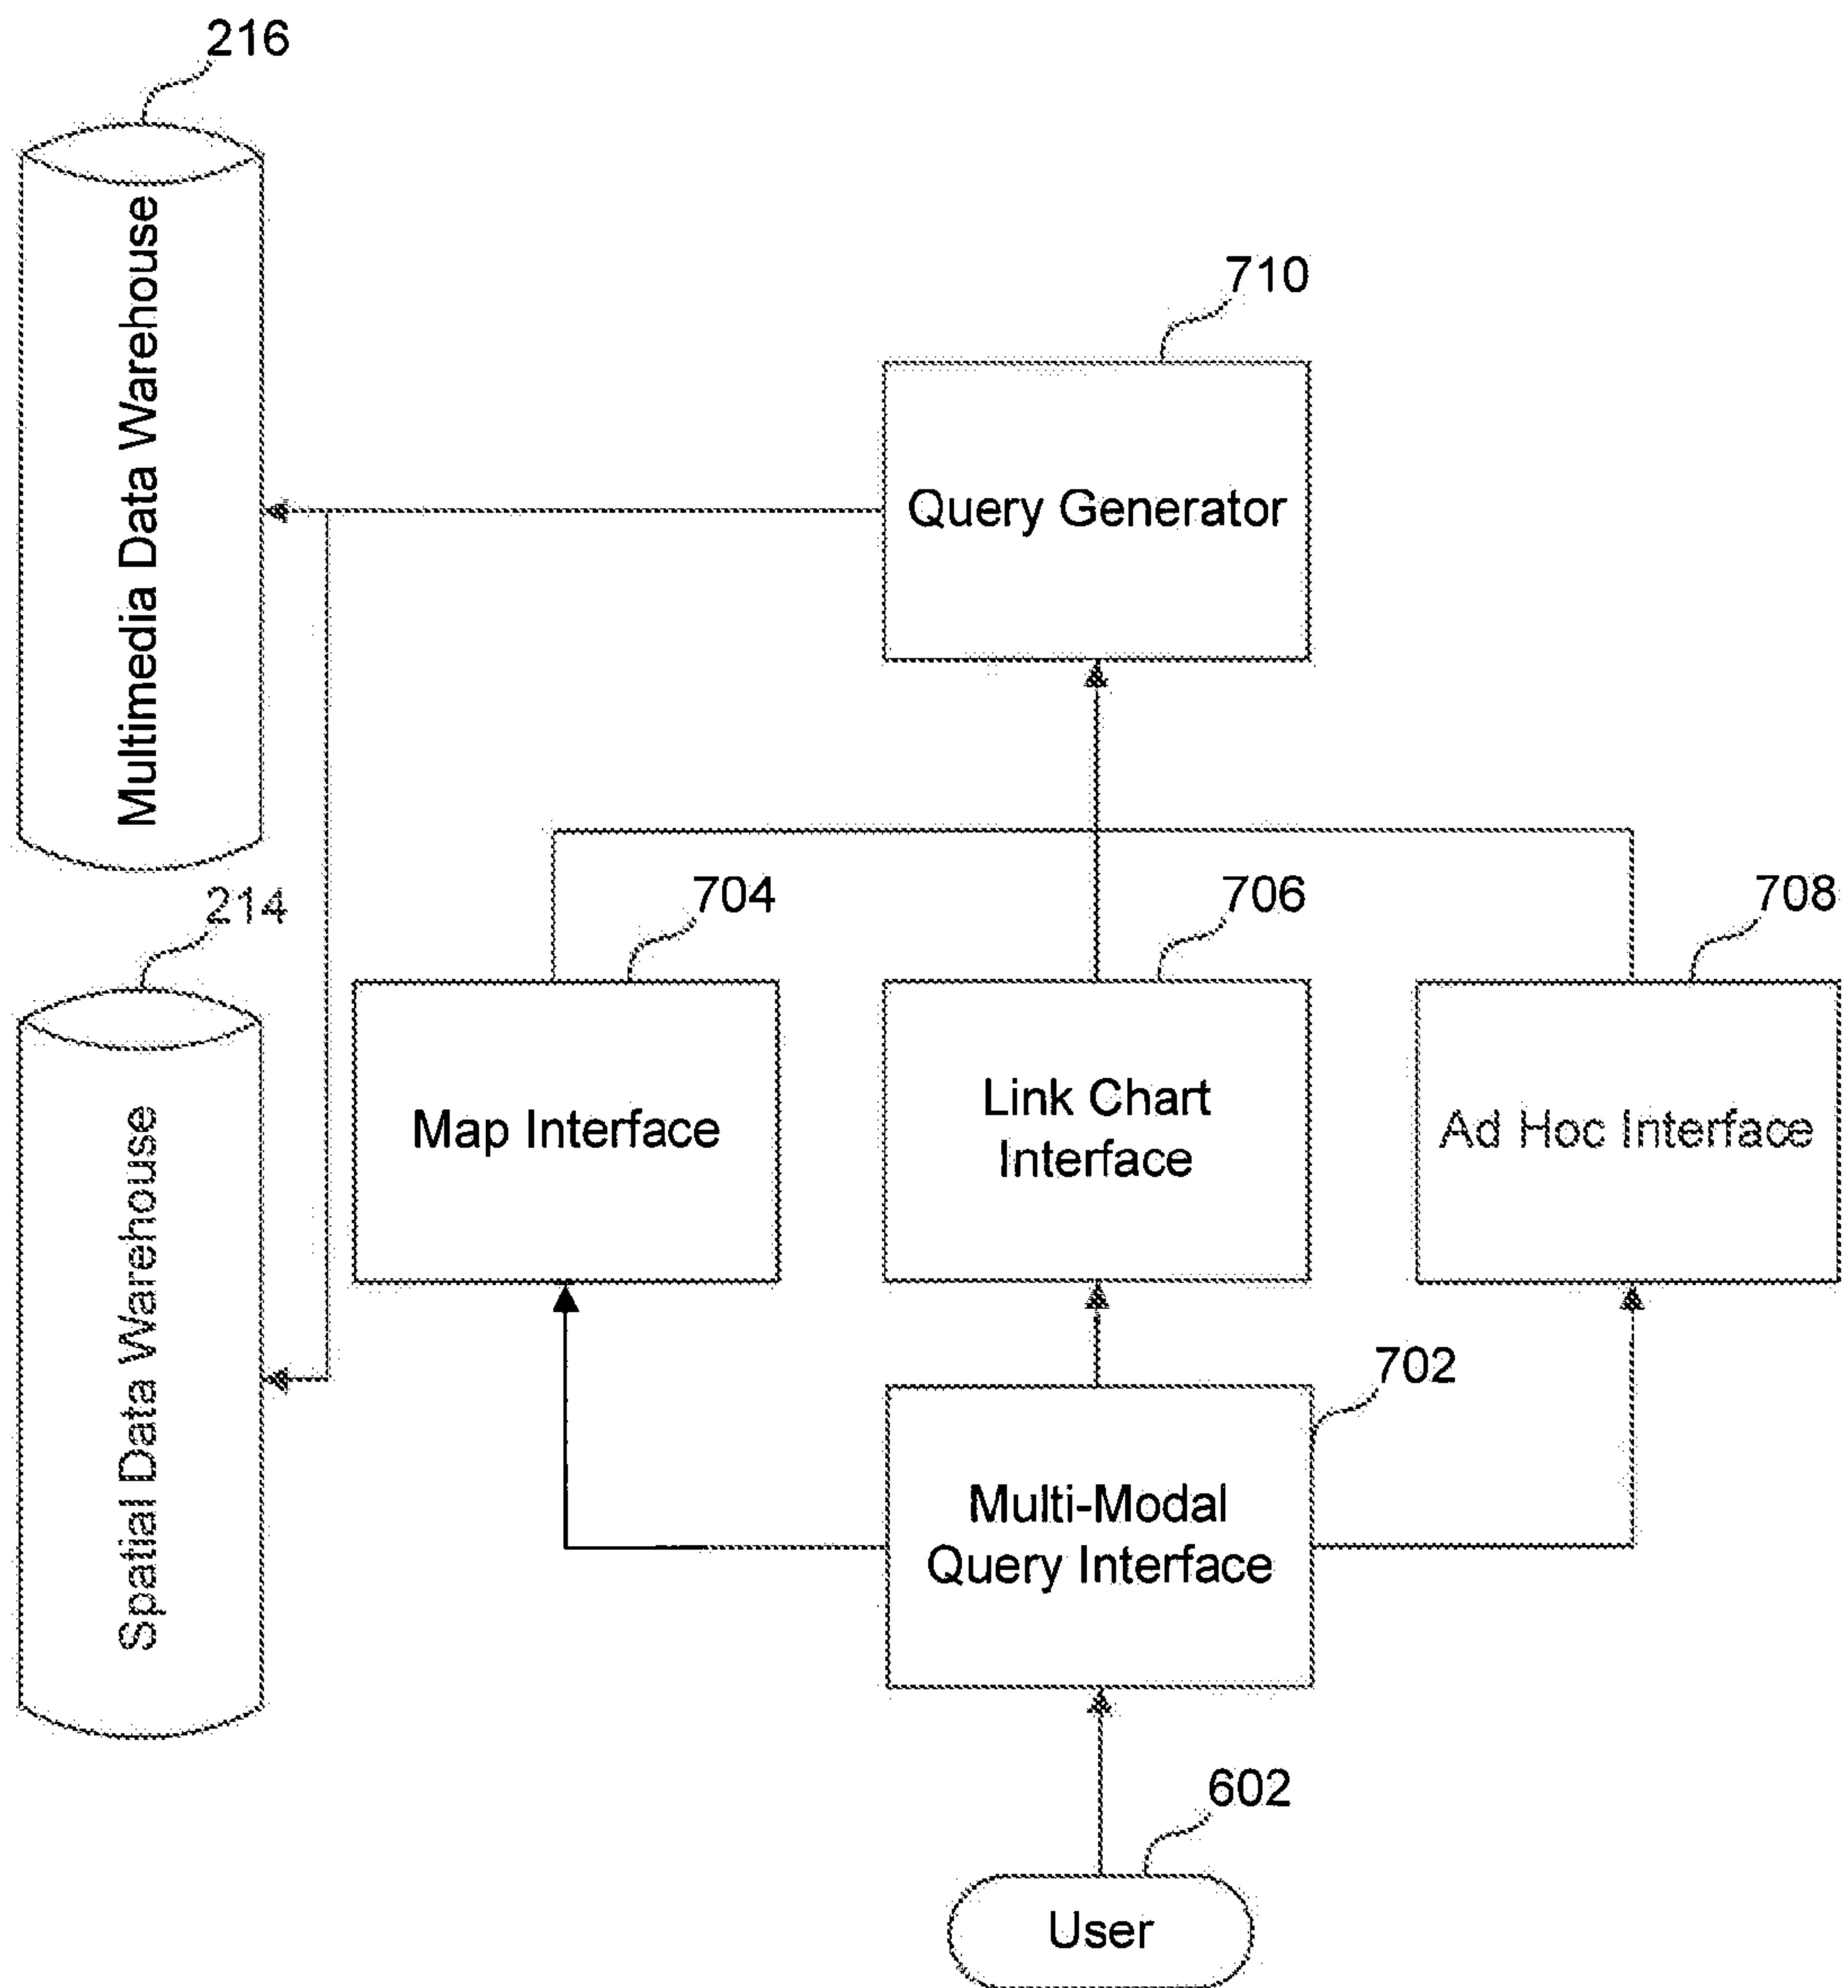 216
Multimedia Data Warehouse
710
Query Generator
214
704
706
708
Spatial Data Warehouse
Map Interface
Link Chart
Interface
Ad Hoc Interface
702
Multi-Modal
Query Interface
602
User